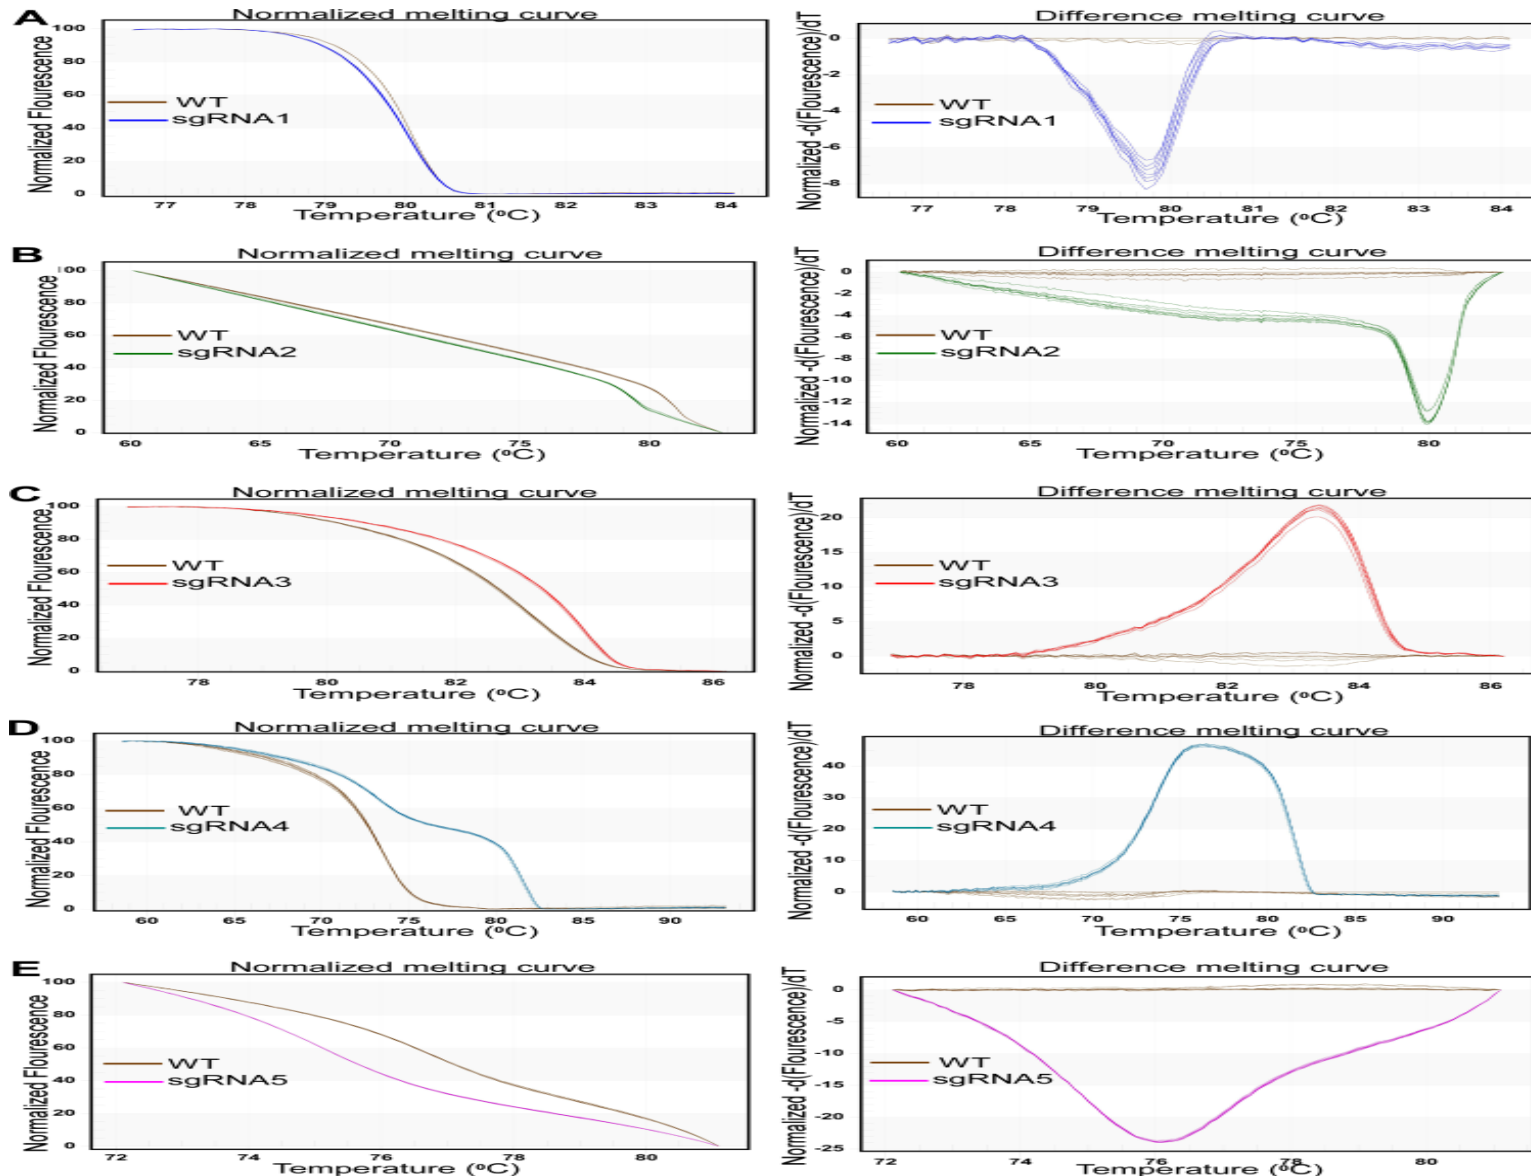 A
Normalized melting curve
Normalized Flourescence
100
80
60
40
20
0
WT
sgRNA1
77 78 79 80 81 82 83 84
Temperature (ºC)
Difference melting curve
Normalized -d(Flourescence)/dT
0
-2
-4
-6
-8
WT
sgRNA1
77 78 79 80 81 82 83 84
Temperature (ºC)
B
Normalized melting curve
Normalized Flourescence
100
80
60
40
20
0
WT
sgRNA2
60 65 70 75 80
Temperature (ºC)
Difference melting curve
Normalized -d(Flourescence)/dT
0
-2
-4
-6
-8
-10
-12
-14
WT
sgRNA2
60 65 70 75 80
Temperature (ºC)
C
Normalized melting curve
Normalized Flourescence
100
80
60
40
20
0
WT
sgRNA3
78 80 82 84 86
Temperature (ºC)
Difference melting curve
Normalized -d(Flourescence)/dT
20
15
10
5
0
WT
sgRNA3
78 80 82 84 86
Temperature (ºC)
D
Normalized melting curve
Normalized Flourescence
100
80
60
40
20
0
WT
sgRNA4
60 65 70 75 80 85 90
Temperature (ºC)
Difference melting curve
Normalized -d(Flourescence)/dT
40
30
20
10
0
WT
sgRNA4
60 65 70 75 80 85 90
Temperature (ºC)
E
Normalized melting curve
Normalized Flourescence
100
80
60
40
20
0
WT
sgRNA5
72 74 76 78 80
Temperature (ºC)
Difference melting curve
Normalized -d(Flourescence)/dT
0
-5
-10
-15
-20
-25
WT
sgRNA5
72 74 76 78 80
Temperature (ºC)